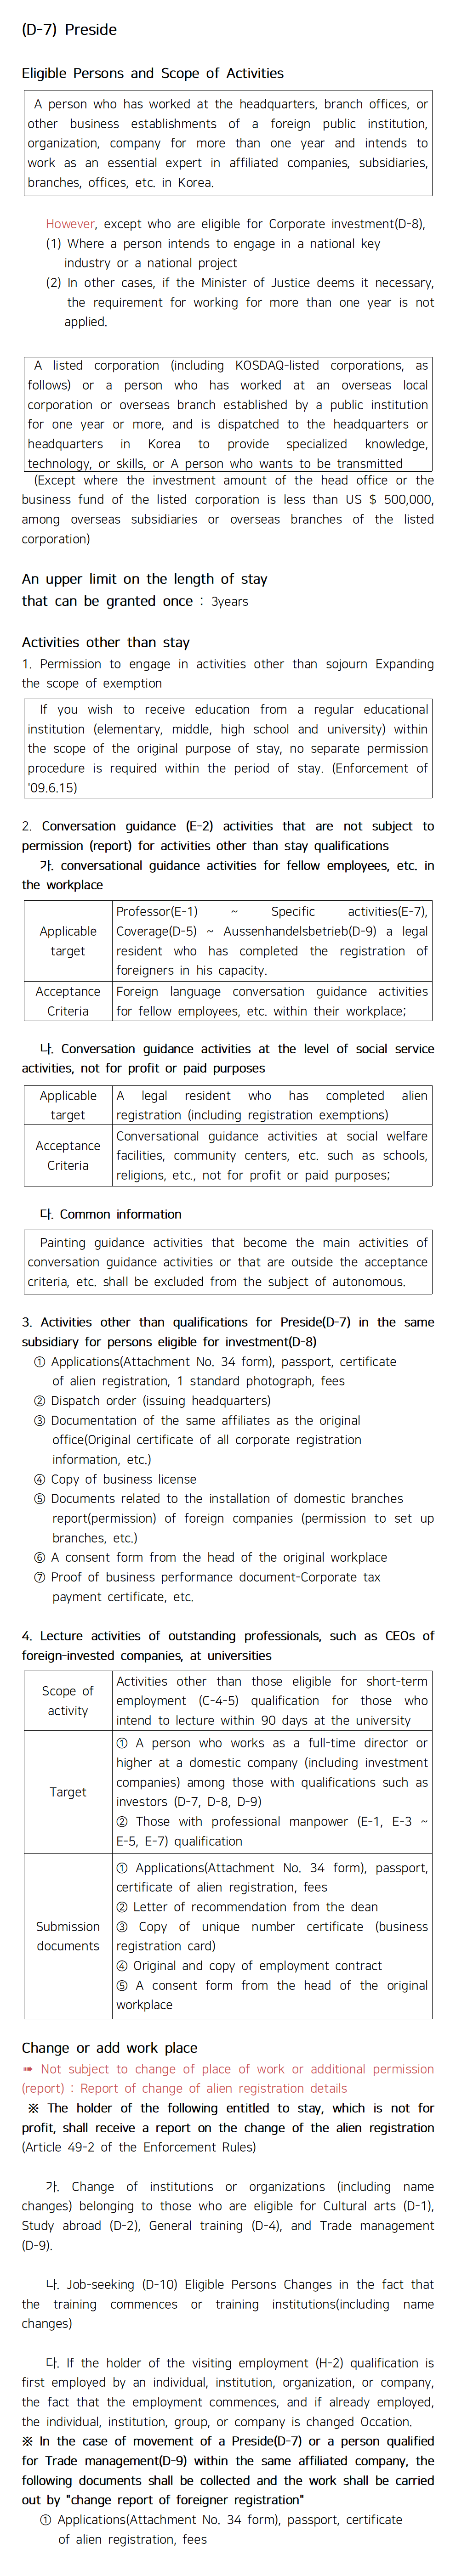 (D-7) Preside
Eligible Persons and Scope of Activities
A person who has worked at the headquarters, branch offices, or
other business establishments of a foreign public institution,
organization, company for more than one year and intends to
work as an essential expert in affiliated companies, subsidiaries,
branches, offices, etc. in Korea.
However, except who are eligible for Corporate investment(D-8),
(1) Where a person intends to engage in a national key
industry or a national project
(2) In other cases, if the Minister of Justice deems it necessary,
the requirement for working for more than one year is not
applied.
A listed corporation (including KOSDAQ-listed corporations, as
follows) or a person who has worked at an overseas local
corporation or overseas branch established by a public institution
for one year or more, and is dispatched to the headquarters or
headquarters in Korea to provide specialized knowledge,
technology, or skills, or A person who wants to be transmitted
(Except where the investment amount of the head office or the
business fund of the listed corporation is less than US $ 500,000,
among overseas subsidiaries or overseas branches of the listed
corporation)
An upper limit on the length of stay
that can be granted once : 3years
Activities other than stay
1. Permission to engage in activities other than sojourn Expanding
the scope of exemption
If you wish to receive education from a regular educational
institution (elementary, middle, high school and university) within
the scope of the original purpose of stay, no separate permission
procedure is required within the period of stay. (Enforcement of
'09.6.15)
2. Conversation guidance (E-2) activities that are not subject to
permission (report) for activities other than stay qualifications
가. conversational guidance activities for fellow employees, etc. in
the workplace
Applicable
target
Professor(E-1) ~ Specific activities(E-7),
Coverage(D-5) ~ Aussenhandelsbetrieb(D-9) a legal
resident who has completed the registration of
foreigners in his capacity.
Acceptance
Criteria
Foreign language conversation guidance activities
for fellow employees, etc. within their workplace;
나. Conversation guidance activities at the level of social service
activities, not for profit or paid purposes
Applicable
target
A legal resident who has completed alien
registration (including registration exemptions)
Acceptance
Criteria
Conversational guidance activities at social welfare
facilities, community centers, etc. such as schools,
religions, etc., not for profit or paid purposes;
다. Common information
Painting guidance activities that become the main activities of
conversation guidance activities or that are outside the acceptance
criteria, etc. shall be excluded from the subject of autonomous.
3. Activities other than qualifications for Preside(D-7) in the same
subsidiary for persons eligible for investment(D-8)
① Applications(Attachment No. 34 form), passport, certificate
of alien registration, 1 standard photograph, fees
② Dispatch order (issuing headquarters)
③ Documentation of the same affiliates as the original
office(Original certificate of all corporate registration
information, etc.)
④ Copy of business license
⑤ Documents related to the installation of domestic branches
report(permission) of foreign companies (permission to set up
branches, etc.)
⑥ A consent form from the head of the original workplace
⑦ Proof of business performance document-Corporate tax
payment certificate, etc.
4. Lecture activities of outstanding professionals, such as CEOs of
foreign-invested companies, at universities
Scope of
activity
Activities other than those eligible for short-term
employment (C-4-5) qualification for those who
intend to lecture within 90 days at the university
Target
① A person who works as a full-time director or
higher at a domestic company (including investment
companies) among those with qualifications such as
investors (D-7, D-8, D-9)
② Those with professional manpower (E-1, E-3 ~
E-5, E-7) qualification
Submission
documents
① Applications(Attachment No. 34 form), passport,
certificate of alien registration, fees
② Letter of recommendation from the dean
③ Copy of unique number certificate (business
registration card)
④ Original and copy of employment contract
⑤ A consent form from the head of the original
workplace
Change or add work place
➠ Not subject to change of place of work or additional permission
(report) : Report of change of alien registration details
※ The holder of the following entitled to stay, which is not for
profit, shall receive a report on the change of the alien registration
(Article 49-2 of the Enforcement Rules)
가. Change of institutions or organizations (including name
changes) belonging to those who are eligible for Cultural arts (D-1),
Study abroad (D-2), General training (D-4), and Trade management
(D-9).
나. Job-seeking (D-10) Eligible Persons Changes in the fact that
the training commences or training institutions(including name
changes)
다. If the holder of the visiting employment (H-2) qualification is
first employed by an individual, institution, organization, or company,
the fact that the employment commences, and if already employed,
the individual, institution, group, or company is changed Occation.
※ In the case of movement of a Preside(D-7) or a person qualified
for Trade management(D-9) within the same affiliated company, the
following documents shall be collected and the work shall be carried
out by "change report of foreigner registration"
① Applications(Attachment No. 34 form), passport, certificate
of alien registration, fees